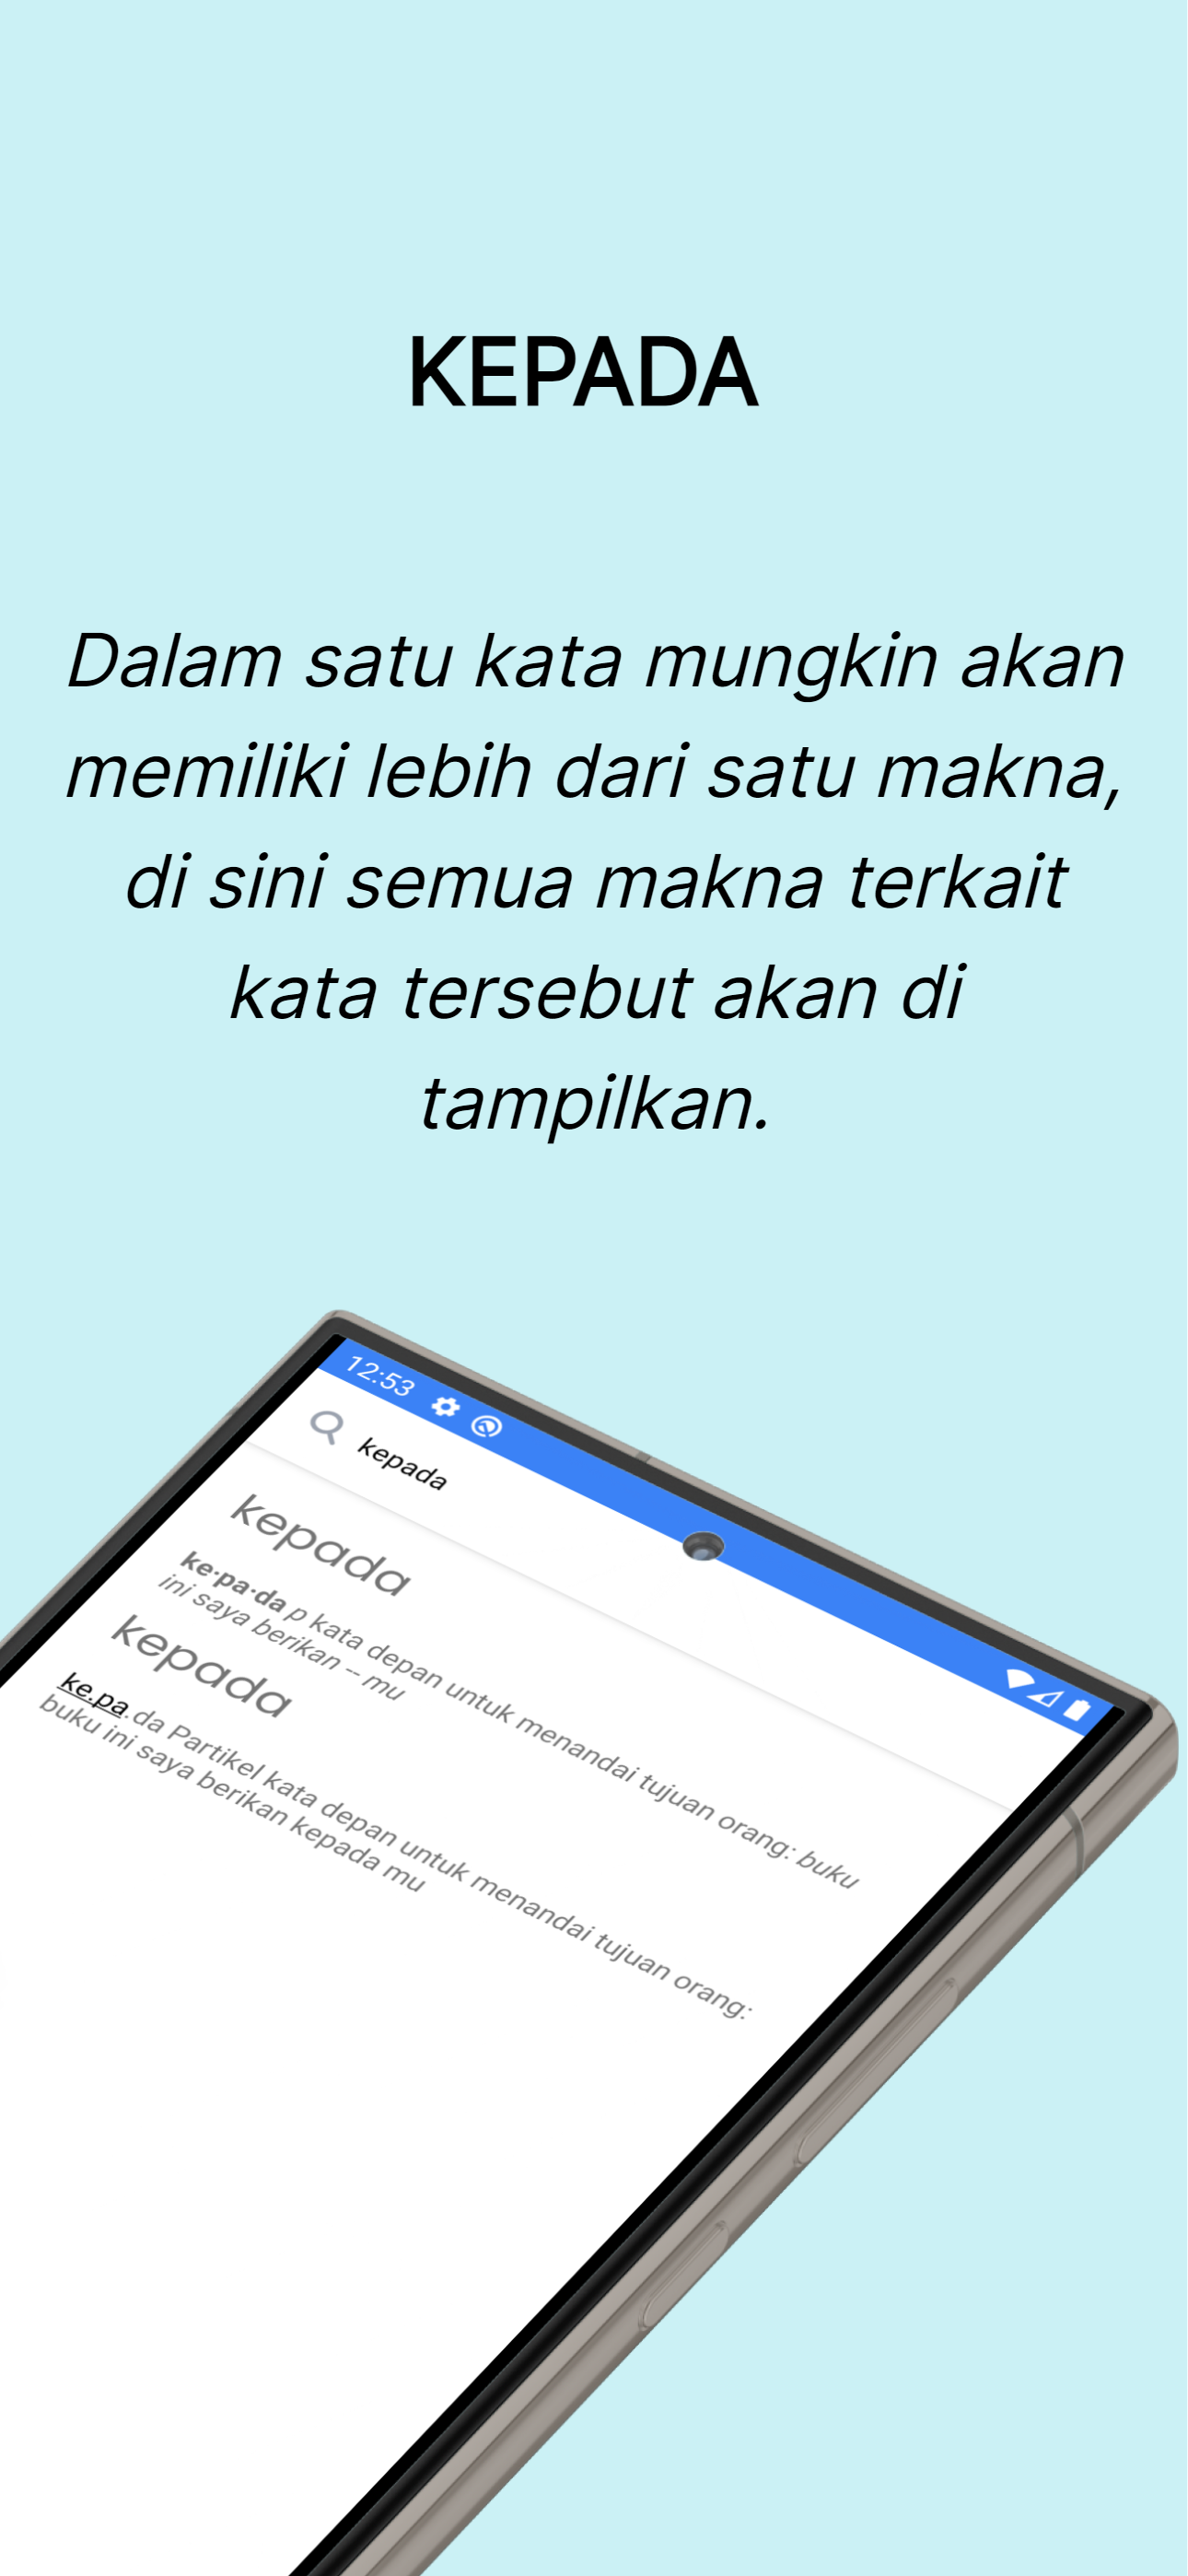 KEPADA
Dalam satu kata mungkin akan
memiliki lebih dari satu makna,
di sini semua makna terkait
kata tersebut akan di
tampilkan.
12:53
kepada
kepada
ke·pa·da p kata depan untuk menandai tujuan orang: buku
ini saya berikan -- mu
kepada
ke.pa.da Partikel kata depan untuk menandai tujuan orang:
buku ini saya berikan kepada mu